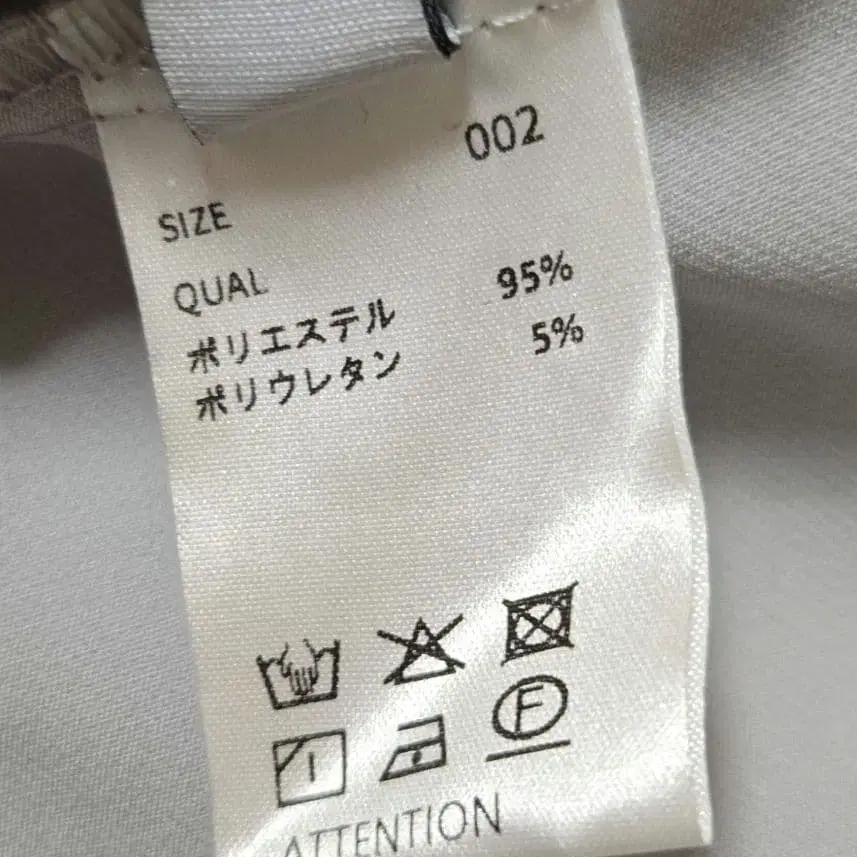 SIZE 002
QUAL
ポリエステル 95%
ポリウレタン 5%
F
ATTENTION